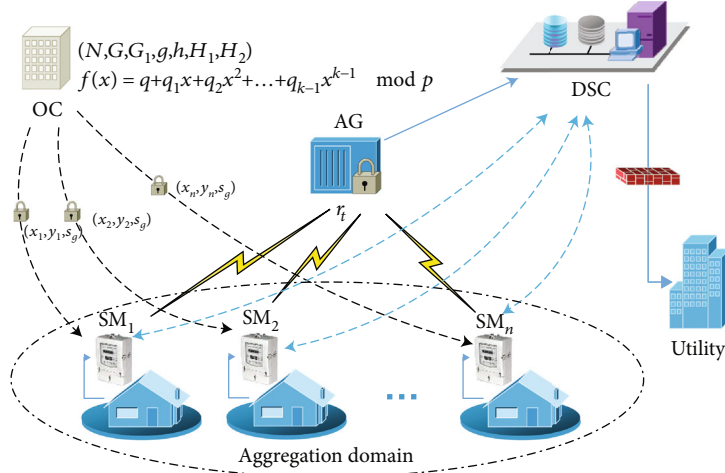 (N,G,G₁,g,h,H₁,H₂)
f(x) = q+q₁x+q₂x²+...+qₖ₋₁xᵏ⁻¹ mod p
OC
DSC
AG
(xₙ,yₙ,s_g)
(x₁,y₁,s_g)
(x₂,y₂,s_g)
rₜ
SM₁
SM₂
SMₙ
Utility
...
Aggregation domain